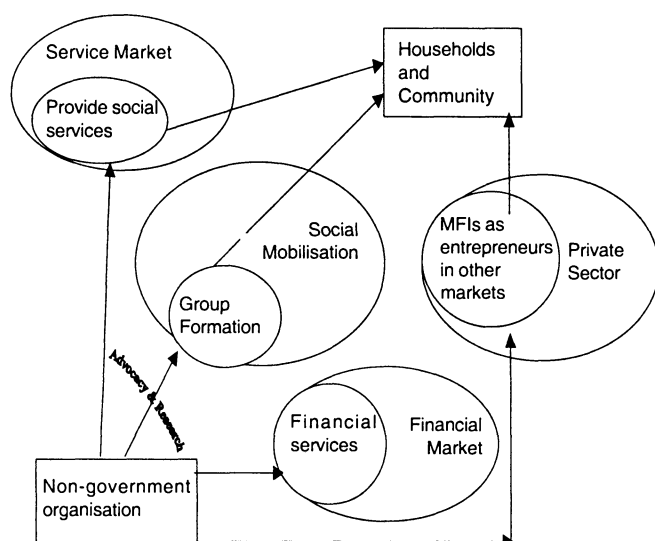 Service Market
Provide social
services
Households
and
Community
Social
Mobilisation
Group
Formation
MFIs as
entrepreneurs
in other
markets
Private
Sector
Advocacy & Research
Financial
services
Financial
Market
Non-government
organisation